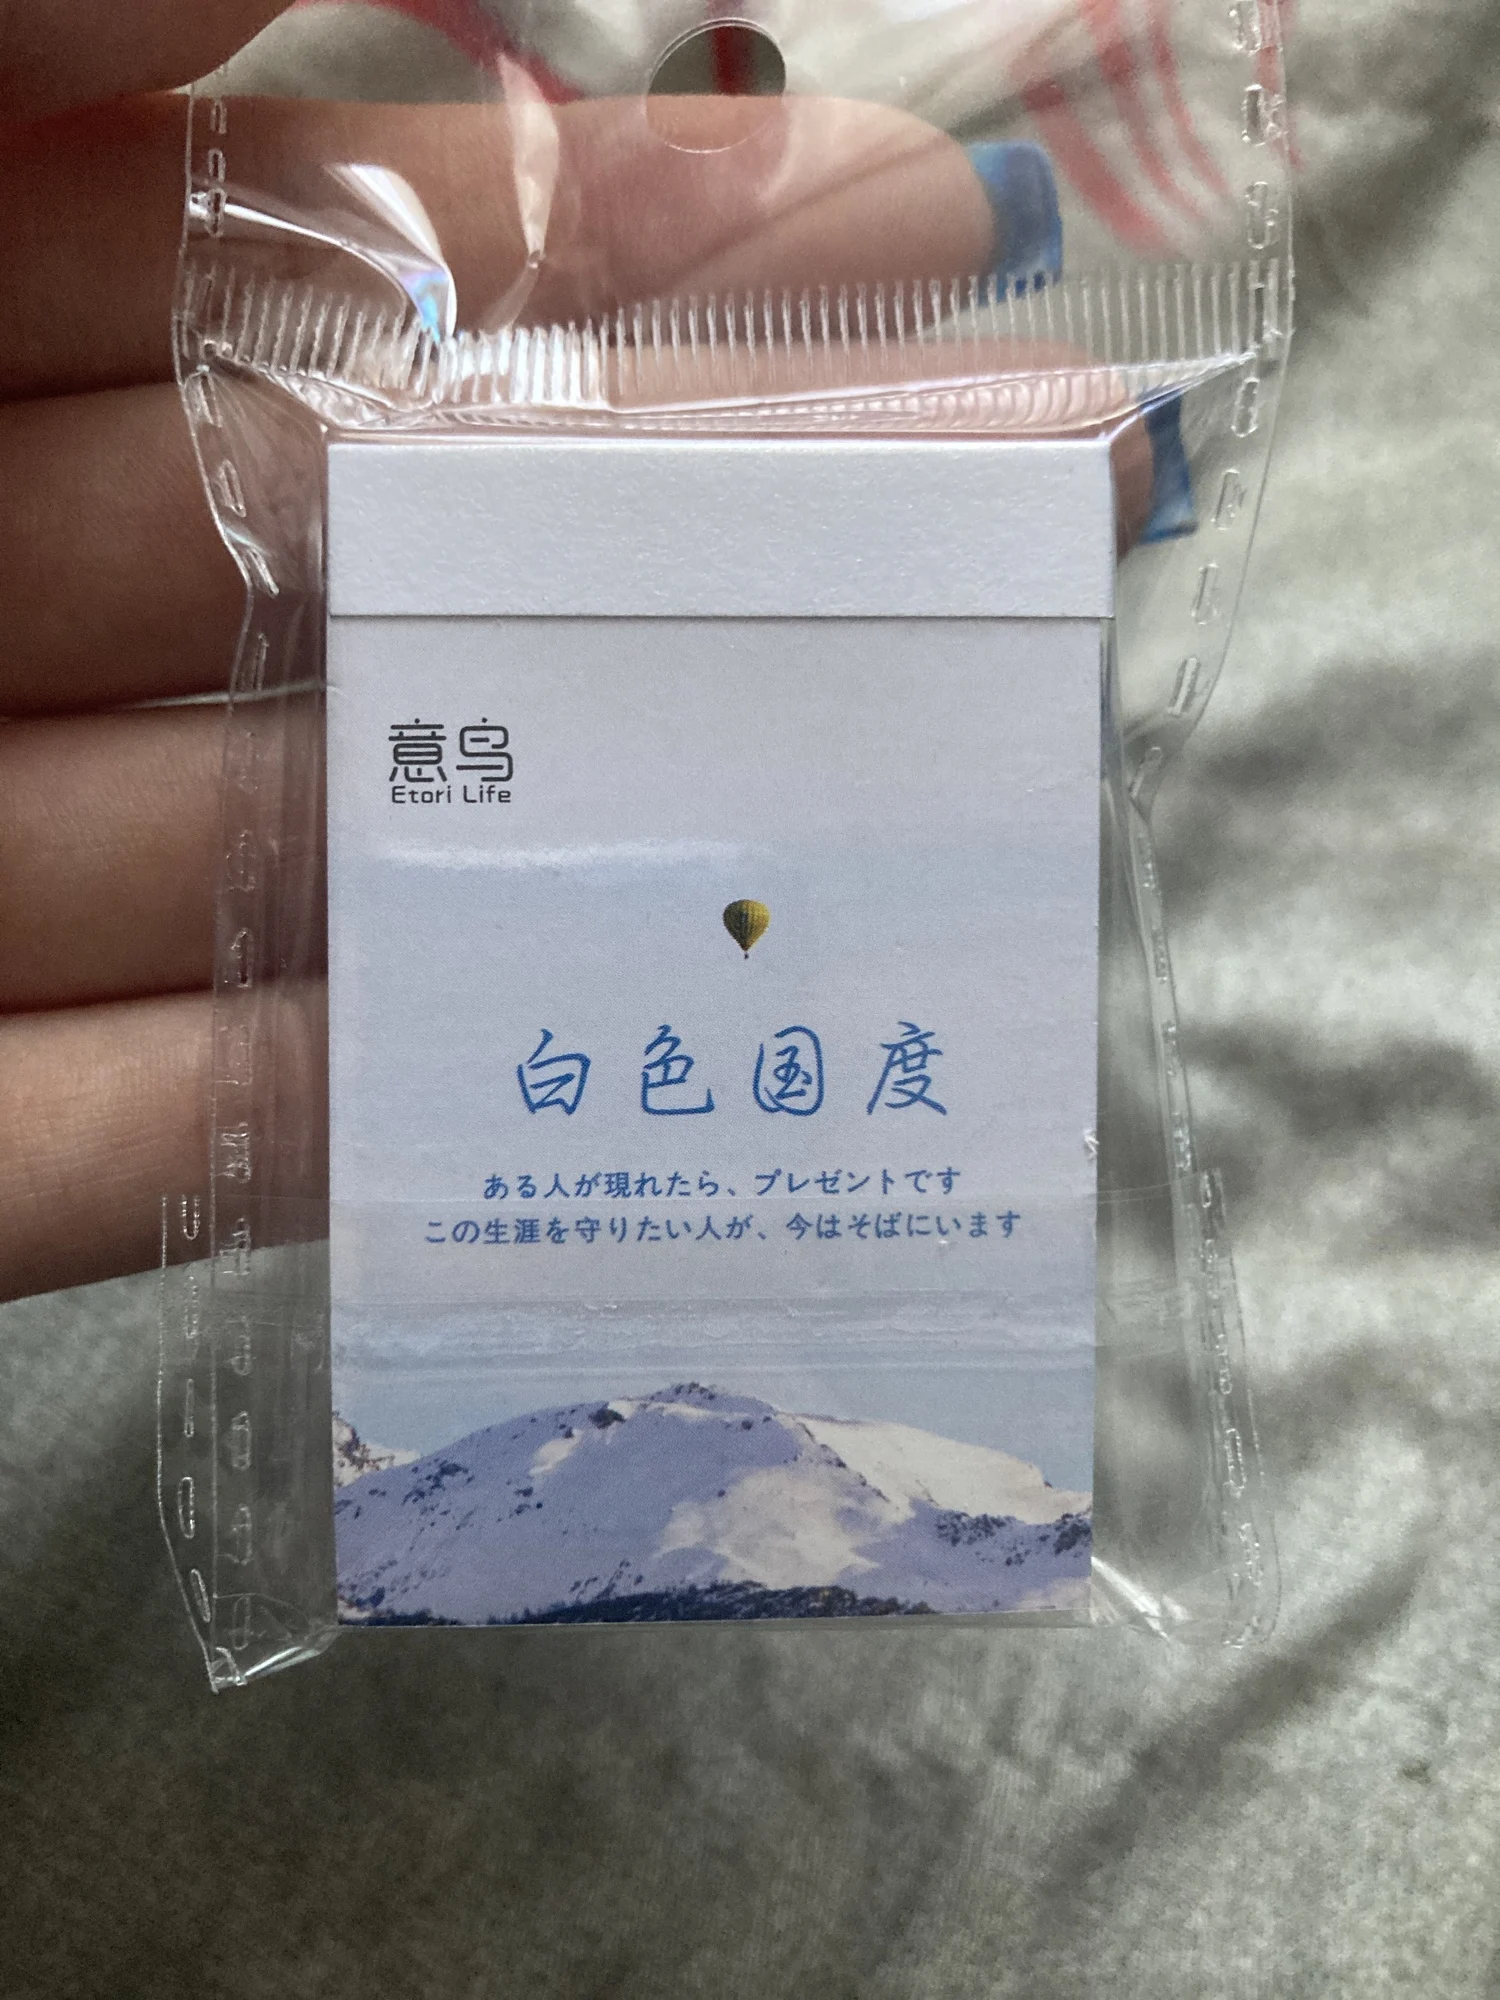 意鸟
Etori Life
白色国度
ある人が現れたら、プレゼントです
この生涯を守りたい人が、今はそばにいます